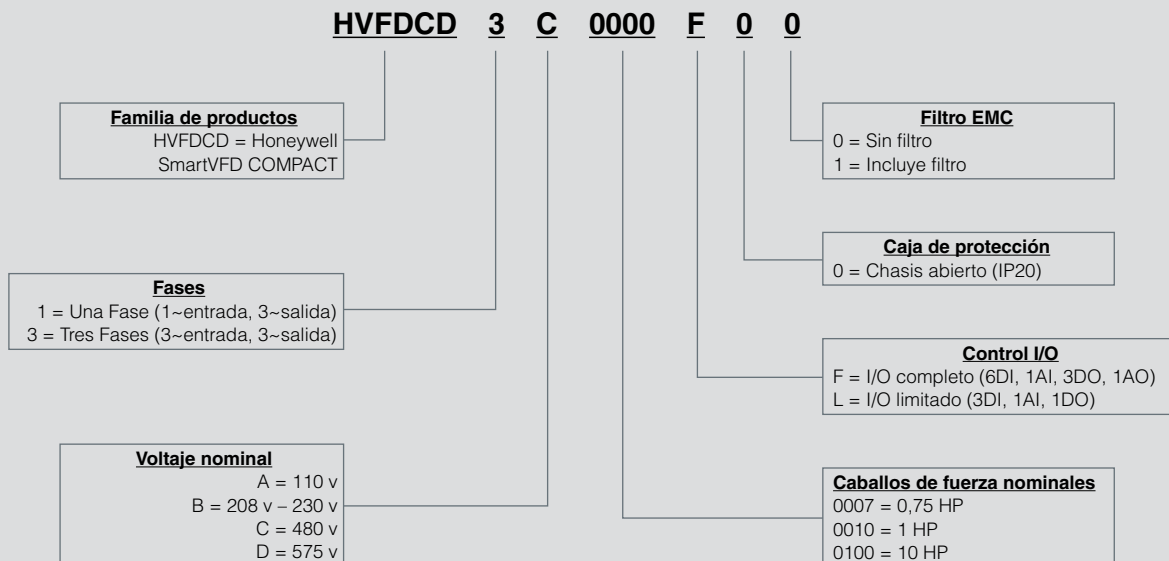 HVFDCD 3 C 0000 F 0 0
Familia de productos
HVFDCD = Honeywell
SmartVFD COMPACT
Fases
1 = Una Fase (1~entrada, 3~salida)
3 = Tres Fases (3~entrada, 3~salida)
Voltaje nominal
A = 110 v
B = 208 v – 230 v
C = 480 v
D = 575 v
Filtro EMC
0 = Sin filtro
1 = Incluye filtro
Caja de protección
0 = Chasis abierto (IP20)
Control I/O
F = I/O completo (6DI, 1AI, 3DO, 1AO)
L = I/O limitado (3DI, 1AI, 1DO)
Caballos de fuerza nominales
0007 = 0,75 HP
0010 = 1 HP
0100 = 10 HP